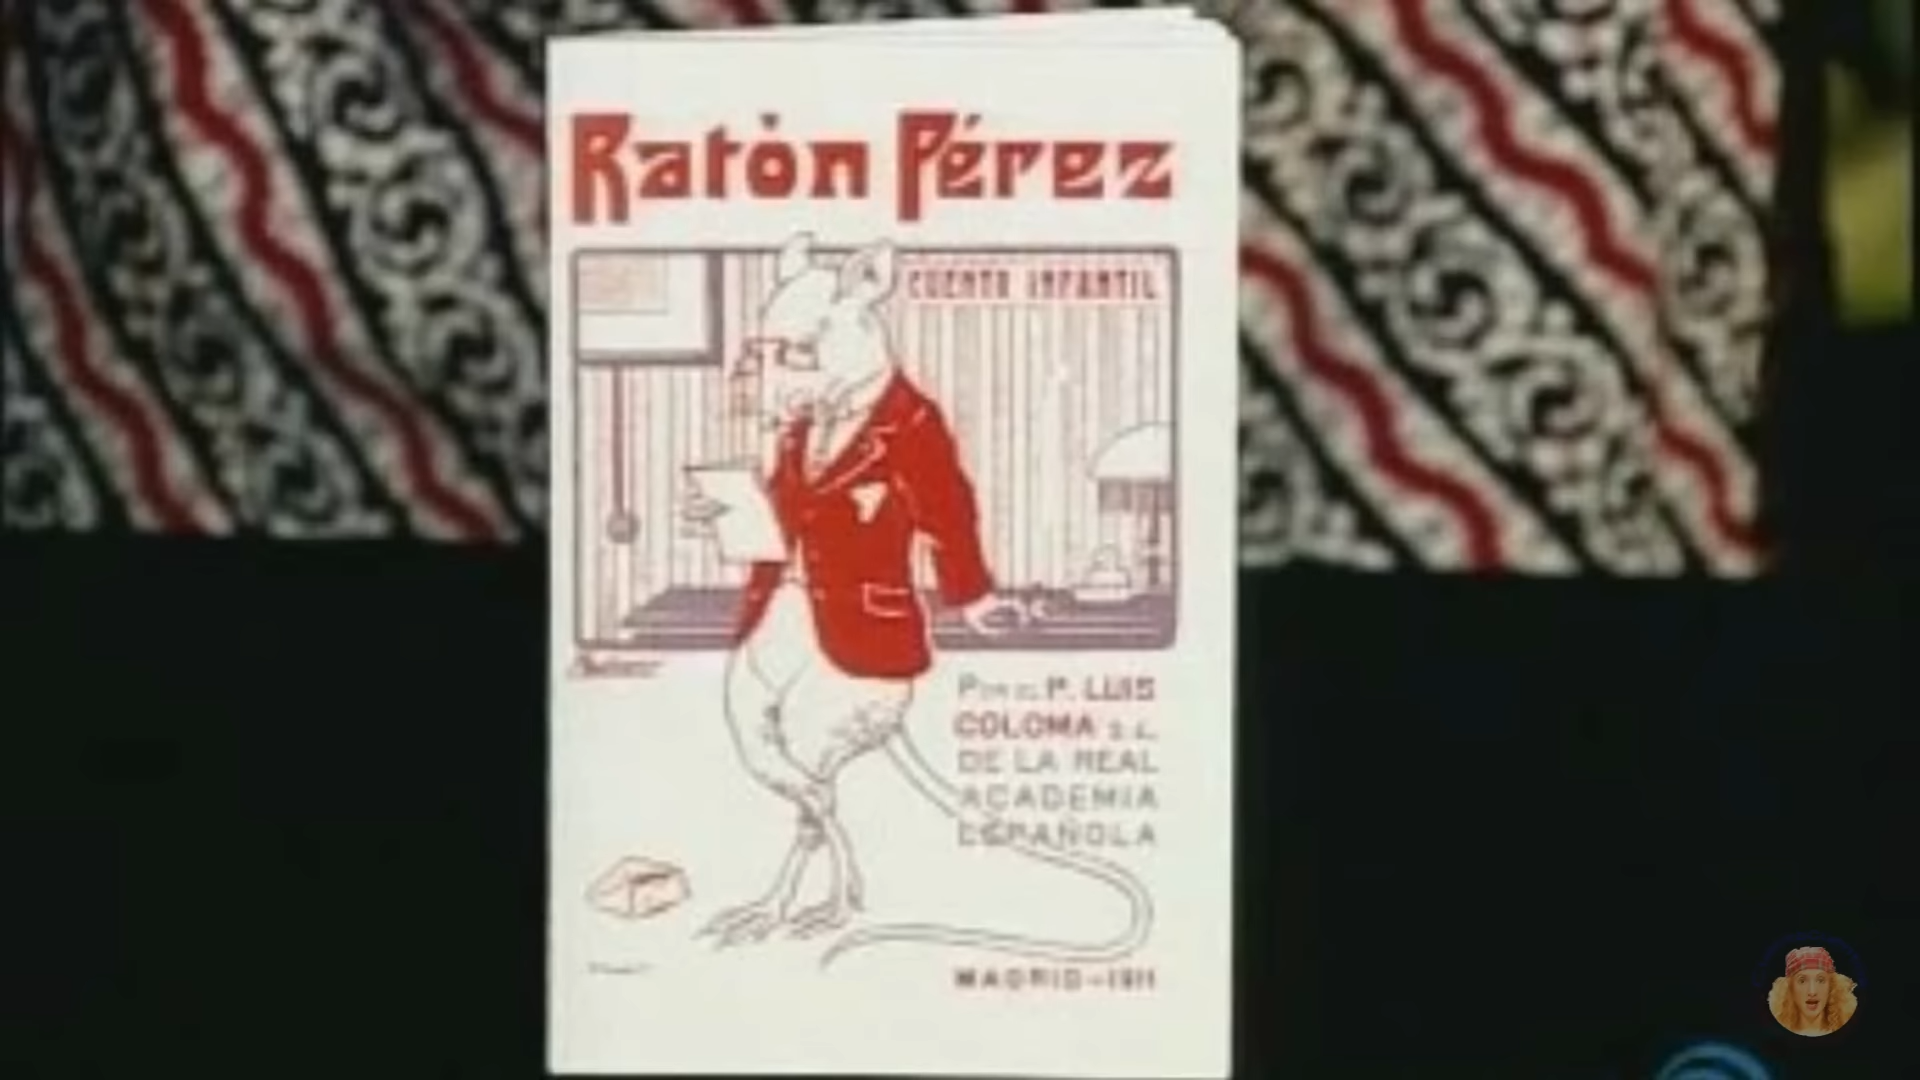 Ratón Pérez
CUENTO INFANTIL
POR EL P. LUIS
COLOMA S. J.
DE LA REAL
ACADEMIA
ESPAÑOLA
MADRID - 1911